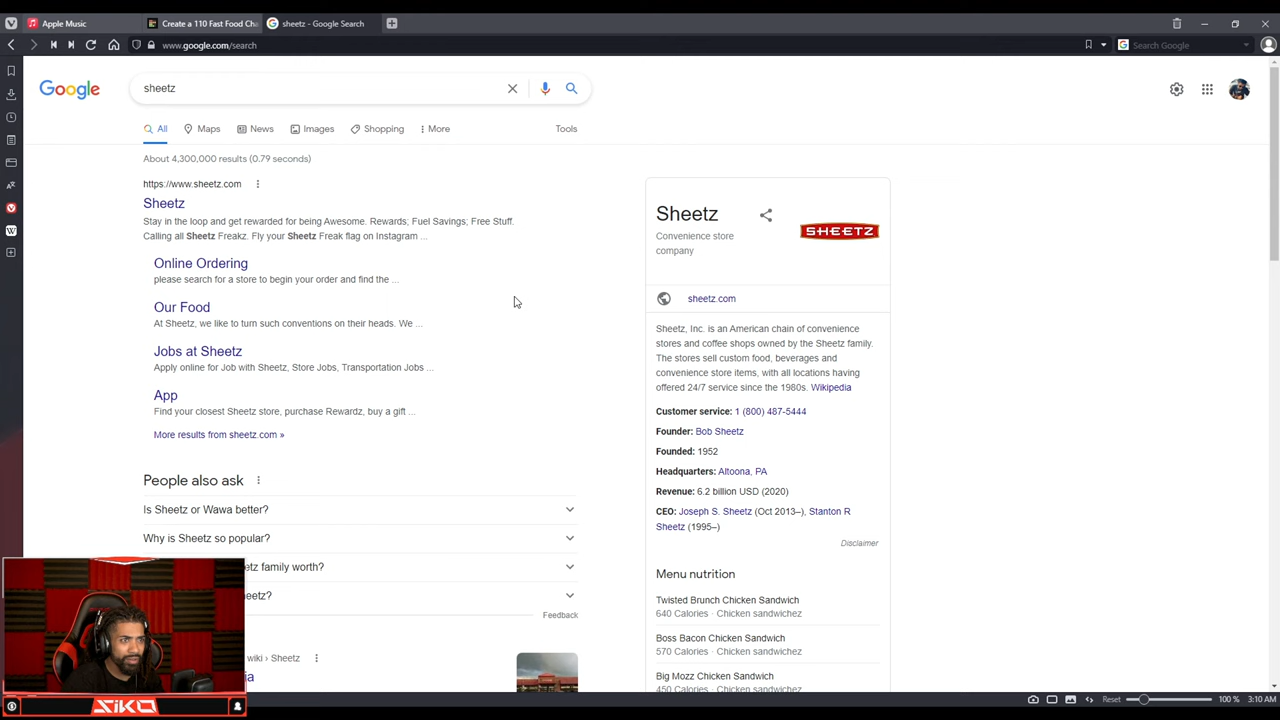 Apple Music
Create a 110 Fast Food Cha
sheetz - Google Search
www.google.com/search
Search Google
Google
sheetz
All
Maps
News
Images
Shopping
More
Tools
About 4,300,000 results (0.79 seconds)
https://www.sheetz.com
Sheetz
Stay in the loop and get rewarded for being Awesome. Rewards; Fuel Savings; Free Stuff.
Calling all Sheetz Freakz. Fly your Sheetz Freak flag on Instagram ...
Online Ordering
please search for a store to begin your order and find the ...
Our Food
At Sheetz, we like to turn such conventions on their heads. We ...
Jobs at Sheetz
Apply online for Job with Sheetz, Store Jobs, Transportation Jobs ...
App
Find your closest Sheetz store, purchase Rewardz, buy a gift ...
More results from sheetz.com »
People also ask
Is Sheetz or Wawa better?
Why is Sheetz so popular?
etz family worth?
eetz?
Feedback
wiki › Sheetz
Sheetz
Convenience store
company
SHEETZ
sheetz.com
Sheetz, Inc. is an American chain of convenience
stores and coffee shops owned by the Sheetz family.
The stores sell custom food, beverages and
convenience store items, with all locations having
offered 24/7 service since the 1980s. Wikipedia
Customer service: 1 (800) 487-5444
Founder: Bob Sheetz
Founded: 1952
Headquarters: Altoona, PA
Revenue: 6.2 billion USD (2020)
CEO: Joseph S. Sheetz (Oct 2013–), Stanton R
Sheetz (1995–)
Disclaimer
Menu nutrition
Twisted Brunch Chicken Sandwich
640 Calories · Chicken sandwichez
Boss Bacon Chicken Sandwich
570 Calories · Chicken sandwichez
Big Mozz Chicken Sandwich
450 Calories · Chicken sandwichez
SIKO
Reset
100 %
3:10 AM